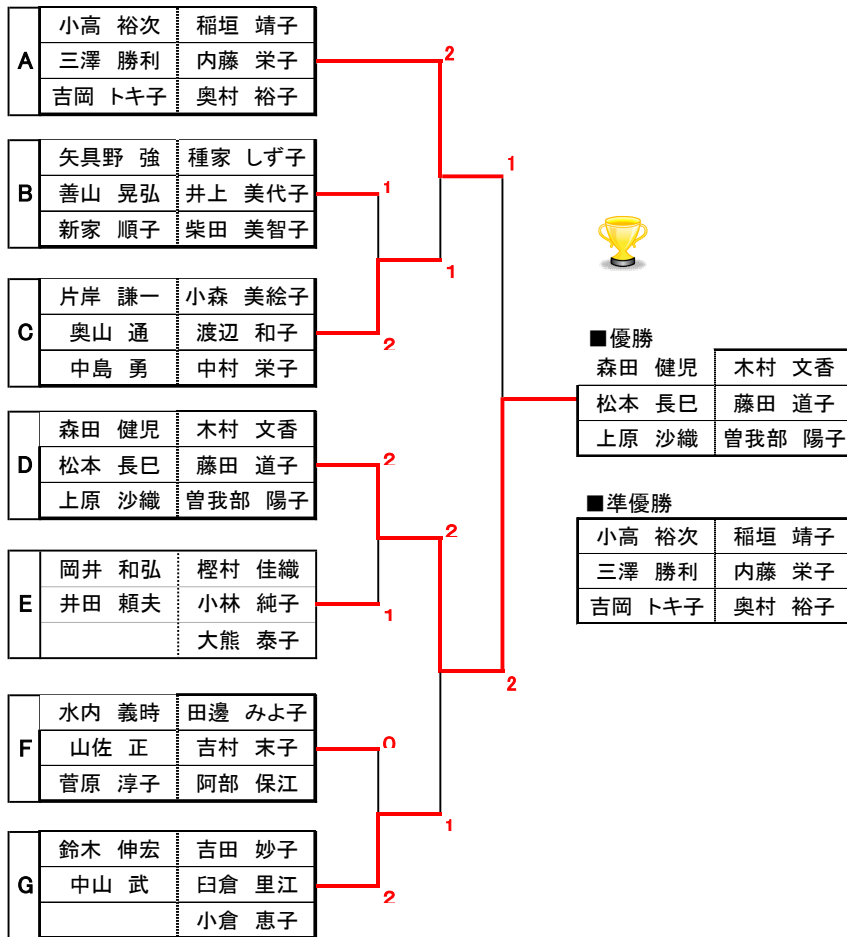 A
小高 裕次 稲垣 靖子
三澤 勝利 内藤 栄子
吉岡 トキ子 奥村 裕子
2
B
矢具野 強 種家 しず子
善山 晃弘 井上 美代子
新家 順子 柴田 美智子
1
1
1
C
片岸 謙一 小森 美絵子
奥山 通 渡辺 和子
中島 勇 中村 栄子
2
D
森田 健児 木村 文香
松本 長巳 藤田 道子
上原 沙織 曽我部 陽子
2
2
E
岡井 和弘 樫村 佳織
井田 頼夫 小林 純子
大熊 泰子
1
2
F
水内 義時 田邊 みよ子
山佐 正 吉村 末子
菅原 淳子 阿部 保江
0
1
G
鈴木 伸宏 吉田 妙子
中山 武 臼倉 里江
小倉 恵子
2
■優勝
森田 健児 木村 文香
松本 長巳 藤田 道子
上原 沙織 曽我部 陽子
■準優勝
小高 裕次 稲垣 靖子
三澤 勝利 内藤 栄子
吉岡 トキ子 奥村 裕子